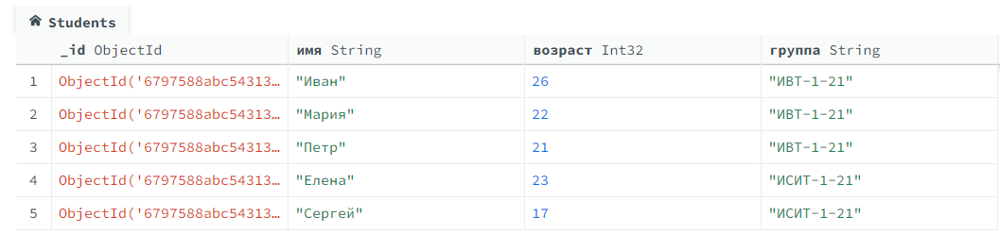 Students
_id ObjectId имя String возраст Int32 группа String
1 ObjectId('6797588abc54313… "Иван" 26 "ИВТ-1-21"
2 ObjectId('6797588abc54313… "Мария" 22 "ИВТ-1-21"
3 ObjectId('6797588abc54313… "Петр" 21 "ИВТ-1-21"
4 ObjectId('6797588abc54313… "Елена" 23 "ИСИТ-1-21"
5 ObjectId('6797588abc54313… "Сергей" 17 "ИСИТ-1-21"